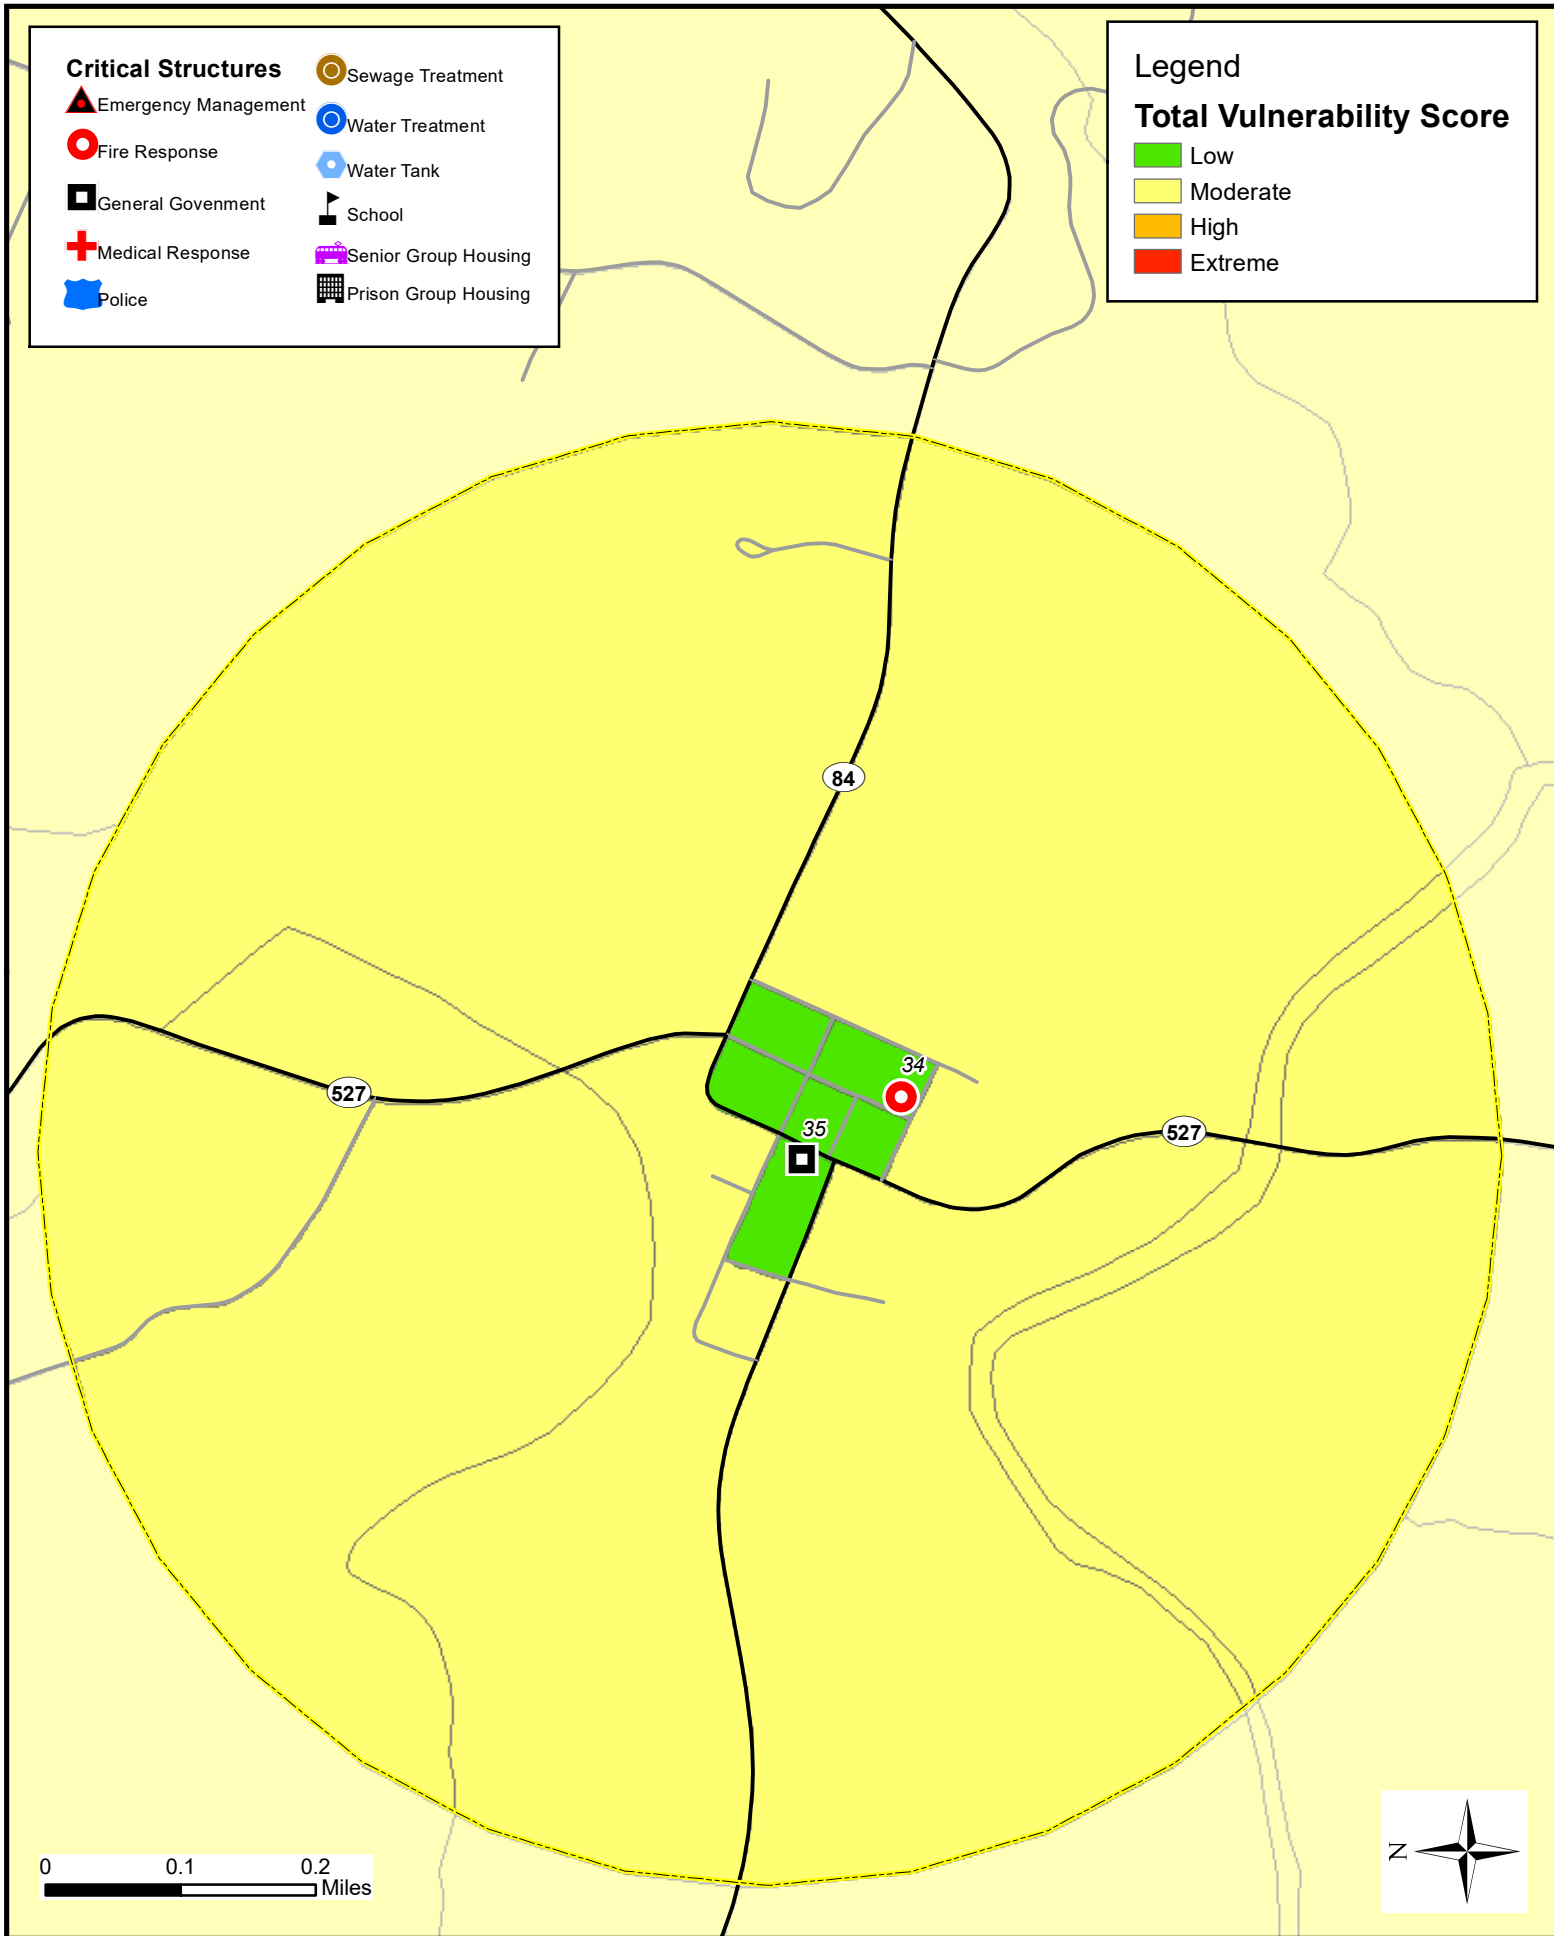 Critical Structures
Emergency Management
Fire Response
General Govenment
Medical Response
Police
Sewage Treatment
Water Treatment
Water Tank
School
Senior Group Housing
Prison Group Housing
Legend
Total Vulnerability Score
Low
Moderate
High
Extreme
84
34
527
35
527
0 0.1 0.2
Miles
N